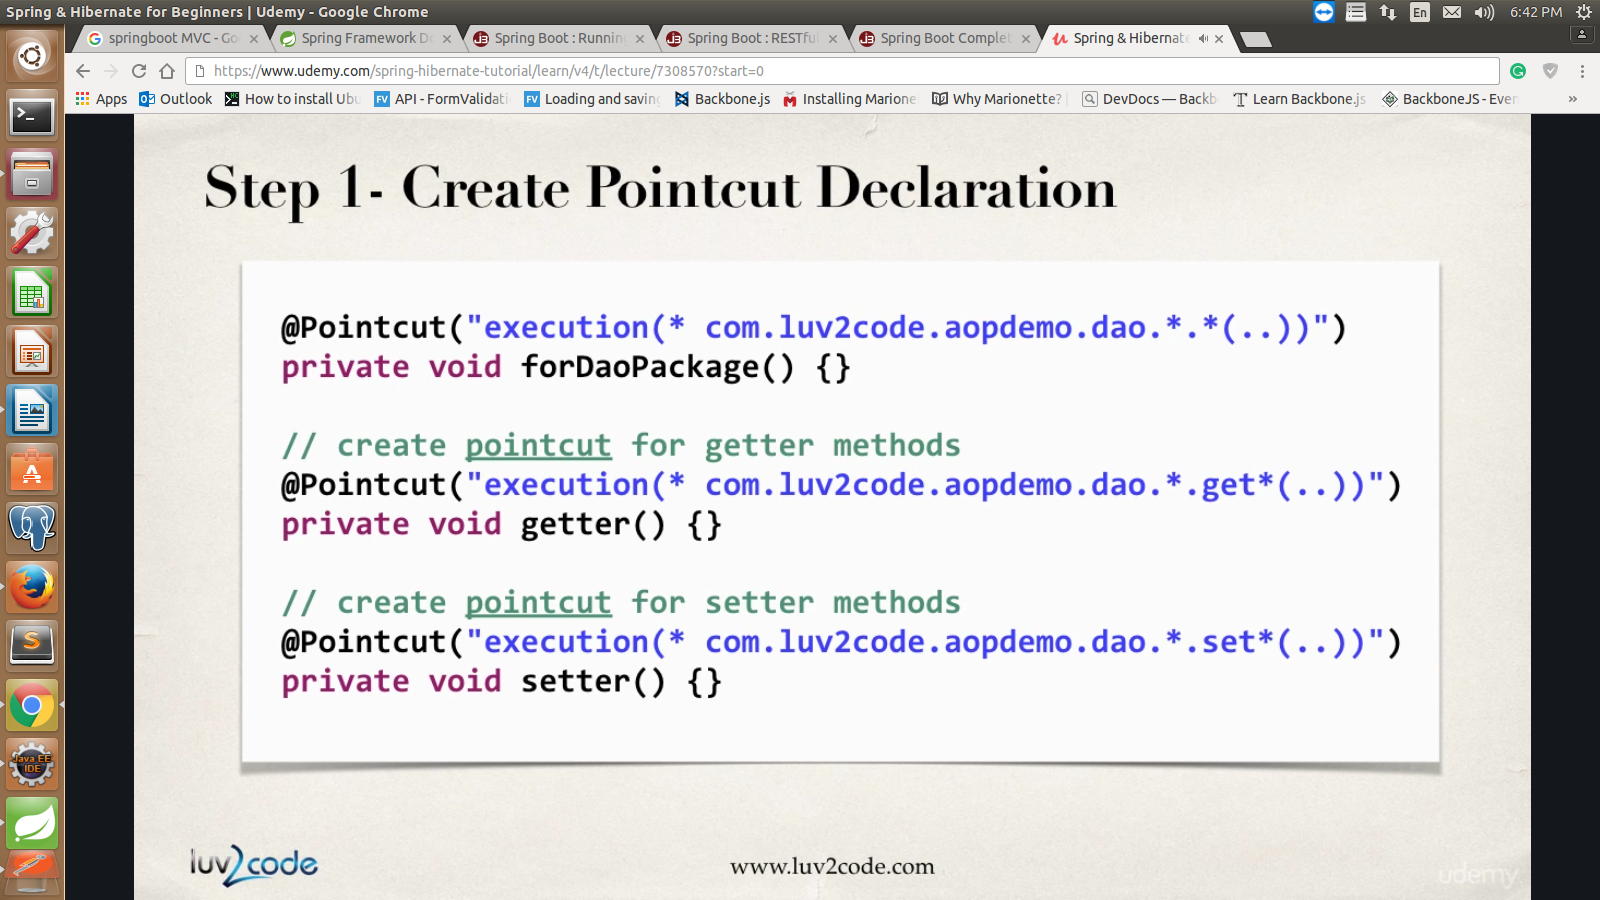 Spring & Hibernate for Beginners | Udemy - Google Chrome
En
6:42 PM
springboot MVC - Go
Spring Framework Do
Spring Boot : Runnin
Spring Boot : RESTfu
Spring Boot Complet
Spring & Hibernate
https://www.udemy.com/spring-hibernate-tutorial/learn/v4/t/lecture/7308570?start=0
Apps
Outlook
How to install Ubu
API - FormValidati
Loading and saving
Backbone.js
Installing Marione
Why Marionette?
DevDocs — Backb
Learn Backbone.js
BackboneJS - Ever
»
Step 1- Create Pointcut Declaration
@Pointcut("execution(* com.luv2code.aopdemo.dao.*.*(..))")
private void forDaoPackage() {}
// create pointcut for getter methods
@Pointcut("execution(* com.luv2code.aopdemo.dao.*.get*(..))")
private void getter() {}
// create pointcut for setter methods
@Pointcut("execution(* com.luv2code.aopdemo.dao.*.set*(..))")
private void setter() {}
Java EE
IDE
luv2code
www.luv2code.com
udemy